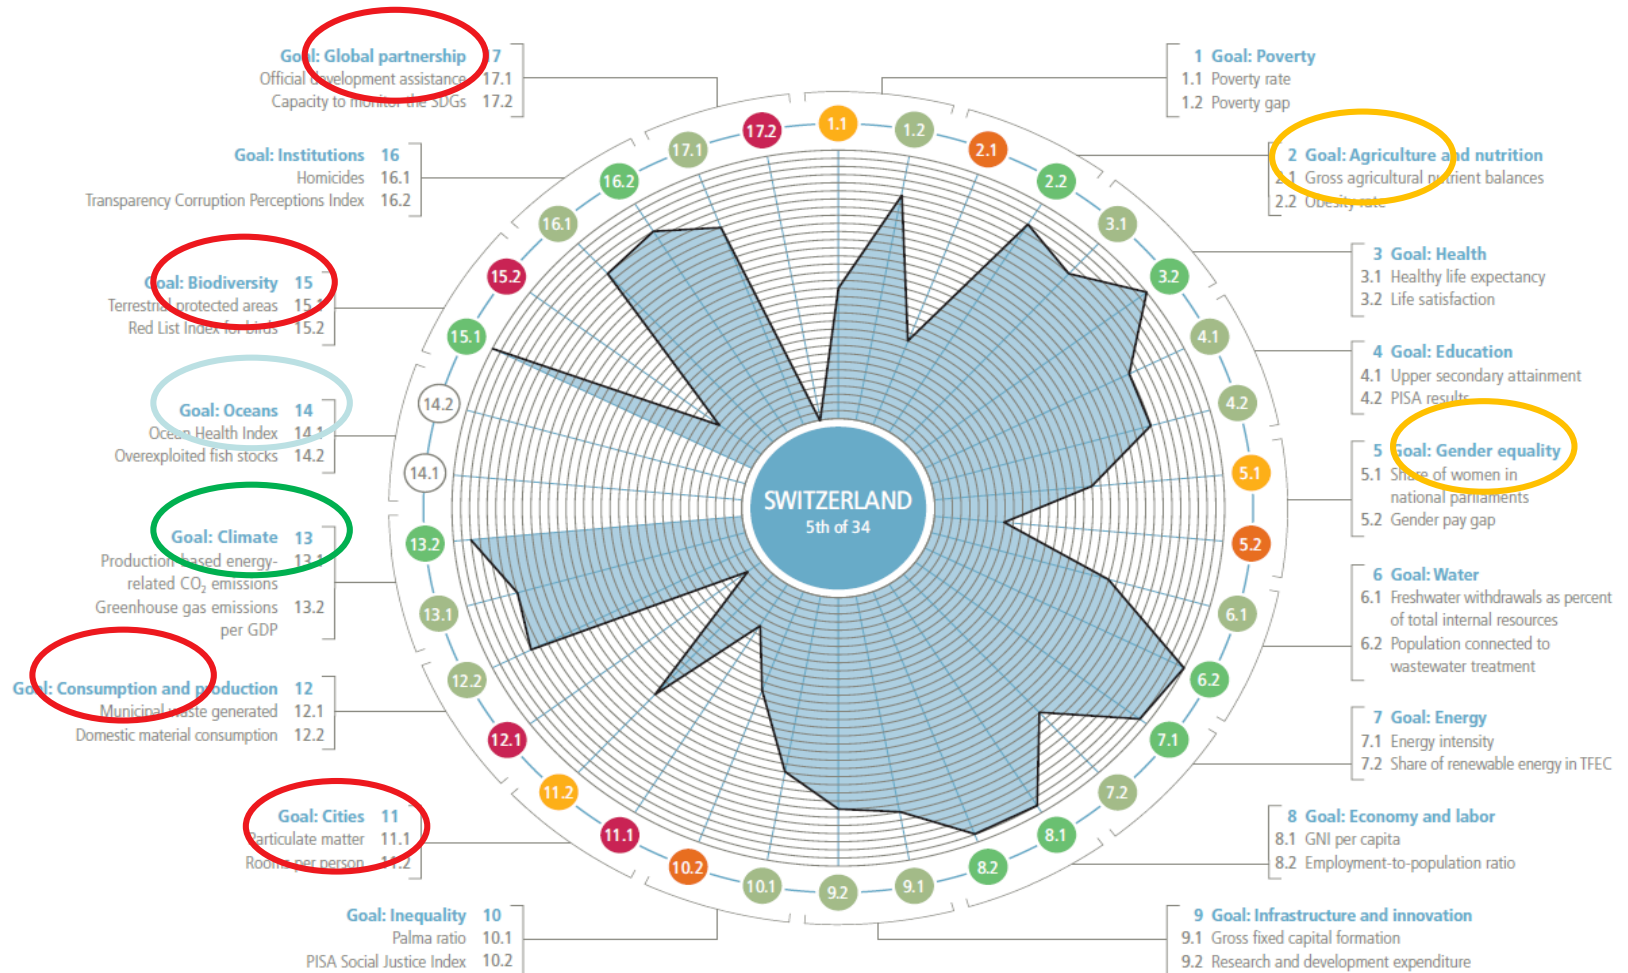 Goal: Global partnership 17
Official development assistance 17.1
Capacity to monitor the SDGs 17.2
Goal: Institutions 16
Homicides 16.1
Transparency Corruption Perceptions Index 16.2
Goal: Biodiversity 15
Terrestrial protected areas 15.1
Red List Index for birds 15.2
Goal: Oceans 14
Ocean Health Index 14.1
Overexploited fish stocks 14.2
Goal: Climate 13
Production-based energy- 13.1
related CO₂ emissions
Greenhouse gas emissions 13.2
per GDP
Goal: Consumption and production 12
Municipal waste generated 12.1
Domestic material consumption 12.2
Goal: Cities 11
Particulate matter 11.1
Rooms per person 11.2
Goal: Inequality 10
Palma ratio 10.1
PISA Social Justice Index 10.2
1 Goal: Poverty
1.1 Poverty rate
1.2 Poverty gap
2 Goal: Agriculture and nutrition
2.1 Gross agricultural nutrient balances
2.2 Obesity rate
3 Goal: Health
3.1 Healthy life expectancy
3.2 Life satisfaction
4 Goal: Education
4.1 Upper secondary attainment
4.2 PISA results
5 Goal: Gender equality
5.1 Share of women in
national parliaments
5.2 Gender pay gap
6 Goal: Water
6.1 Freshwater withdrawals as percent
of total internal resources
6.2 Population connected to
wastewater treatment
7 Goal: Energy
7.1 Energy intensity
7.2 Share of renewable energy in TFEC
8 Goal: Economy and labor
8.1 GNI per capita
8.2 Employment-to-population ratio
9 Goal: Infrastructure and innovation
9.1 Gross fixed capital formation
9.2 Research and development expenditure
1.1
1.2
2.1
2.2
3.1
3.2
4.1
4.2
5.1
5.2
6.1
6.2
7.1
7.2
8.1
8.2
9.1
9.2
10.1
10.2
11.1
11.2
12.1
12.2
13.1
13.2
14.1
14.2
15.1
15.2
16.1
16.2
17.1
17.2
SWITZERLAND
5th of 34